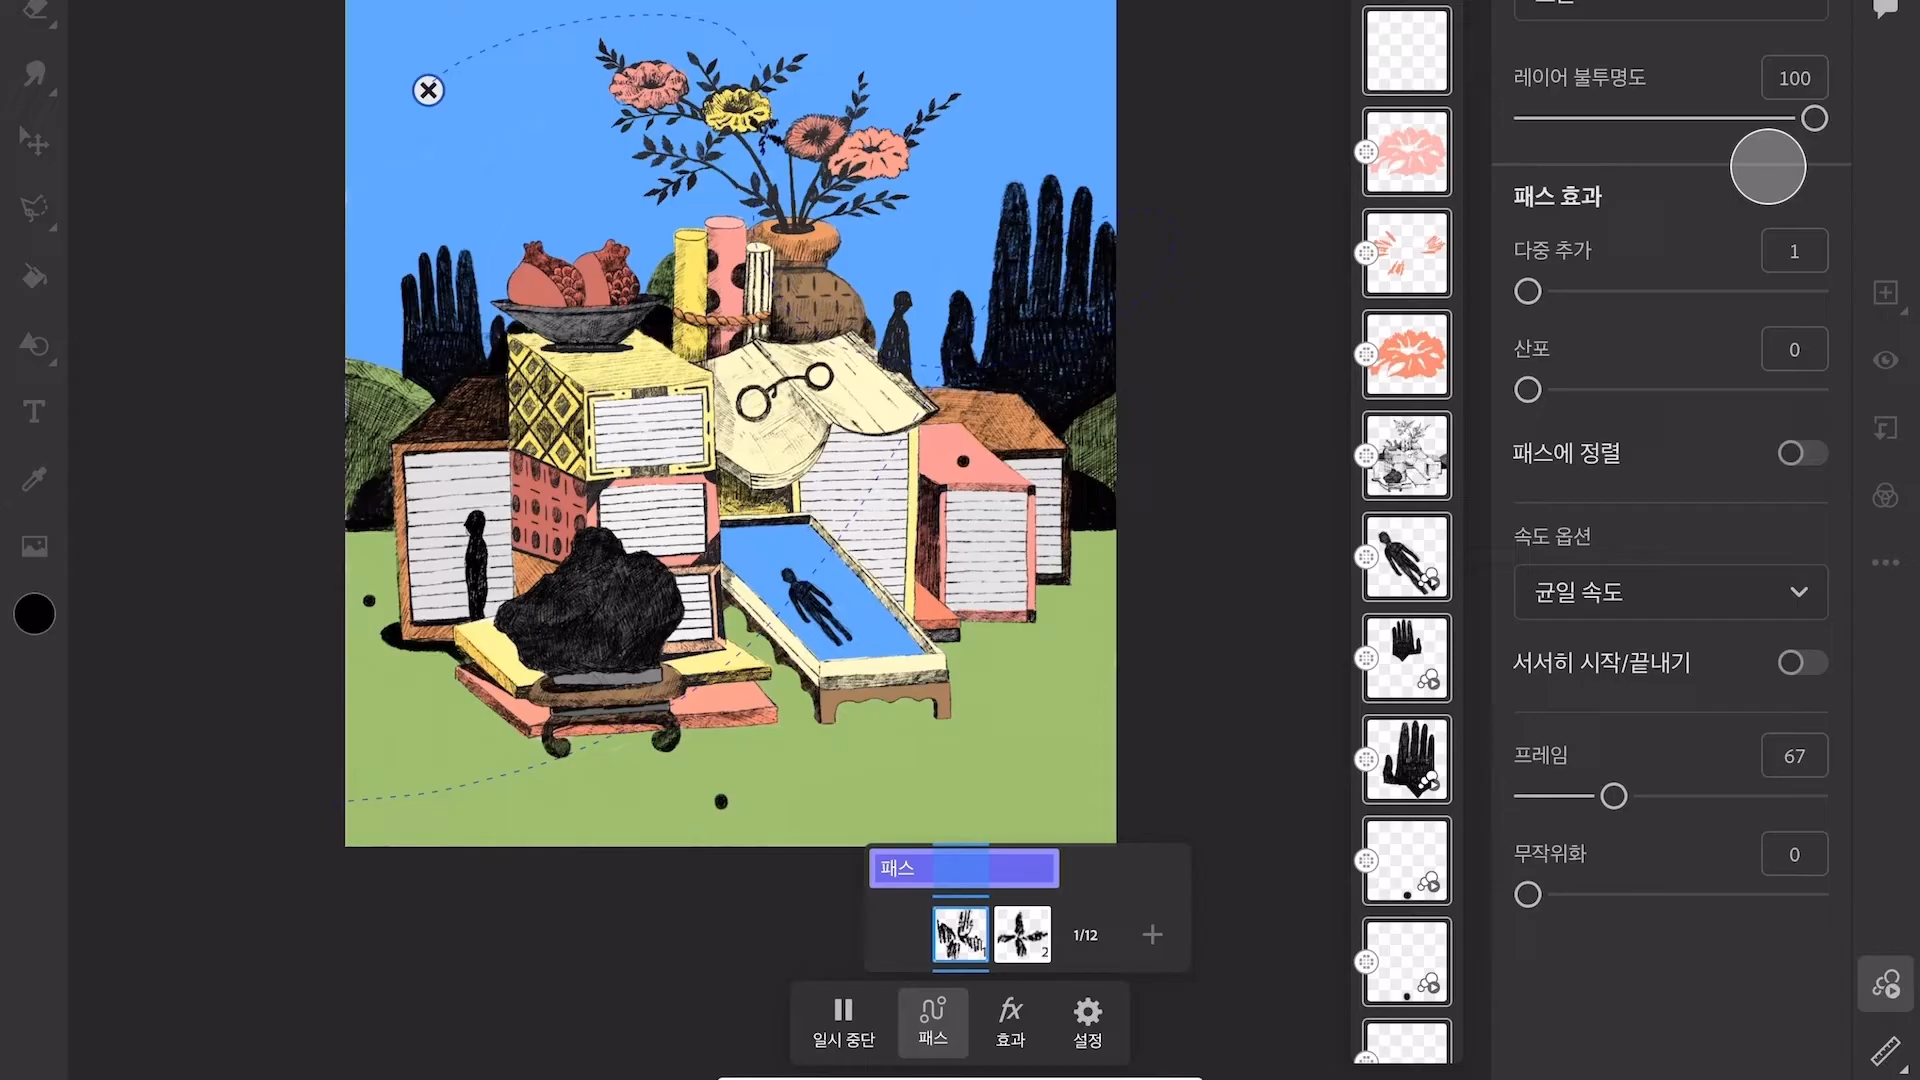 레이어 불투명도
100
패스 효과
다중 추가
1
산포
0
패스에 정렬
속도 옵션
균일 속도
서서히 시작/끝내기
프레임
67
무작위화
0
패스
1
2
1/12
일시 중단
패스
fx
효과
설정